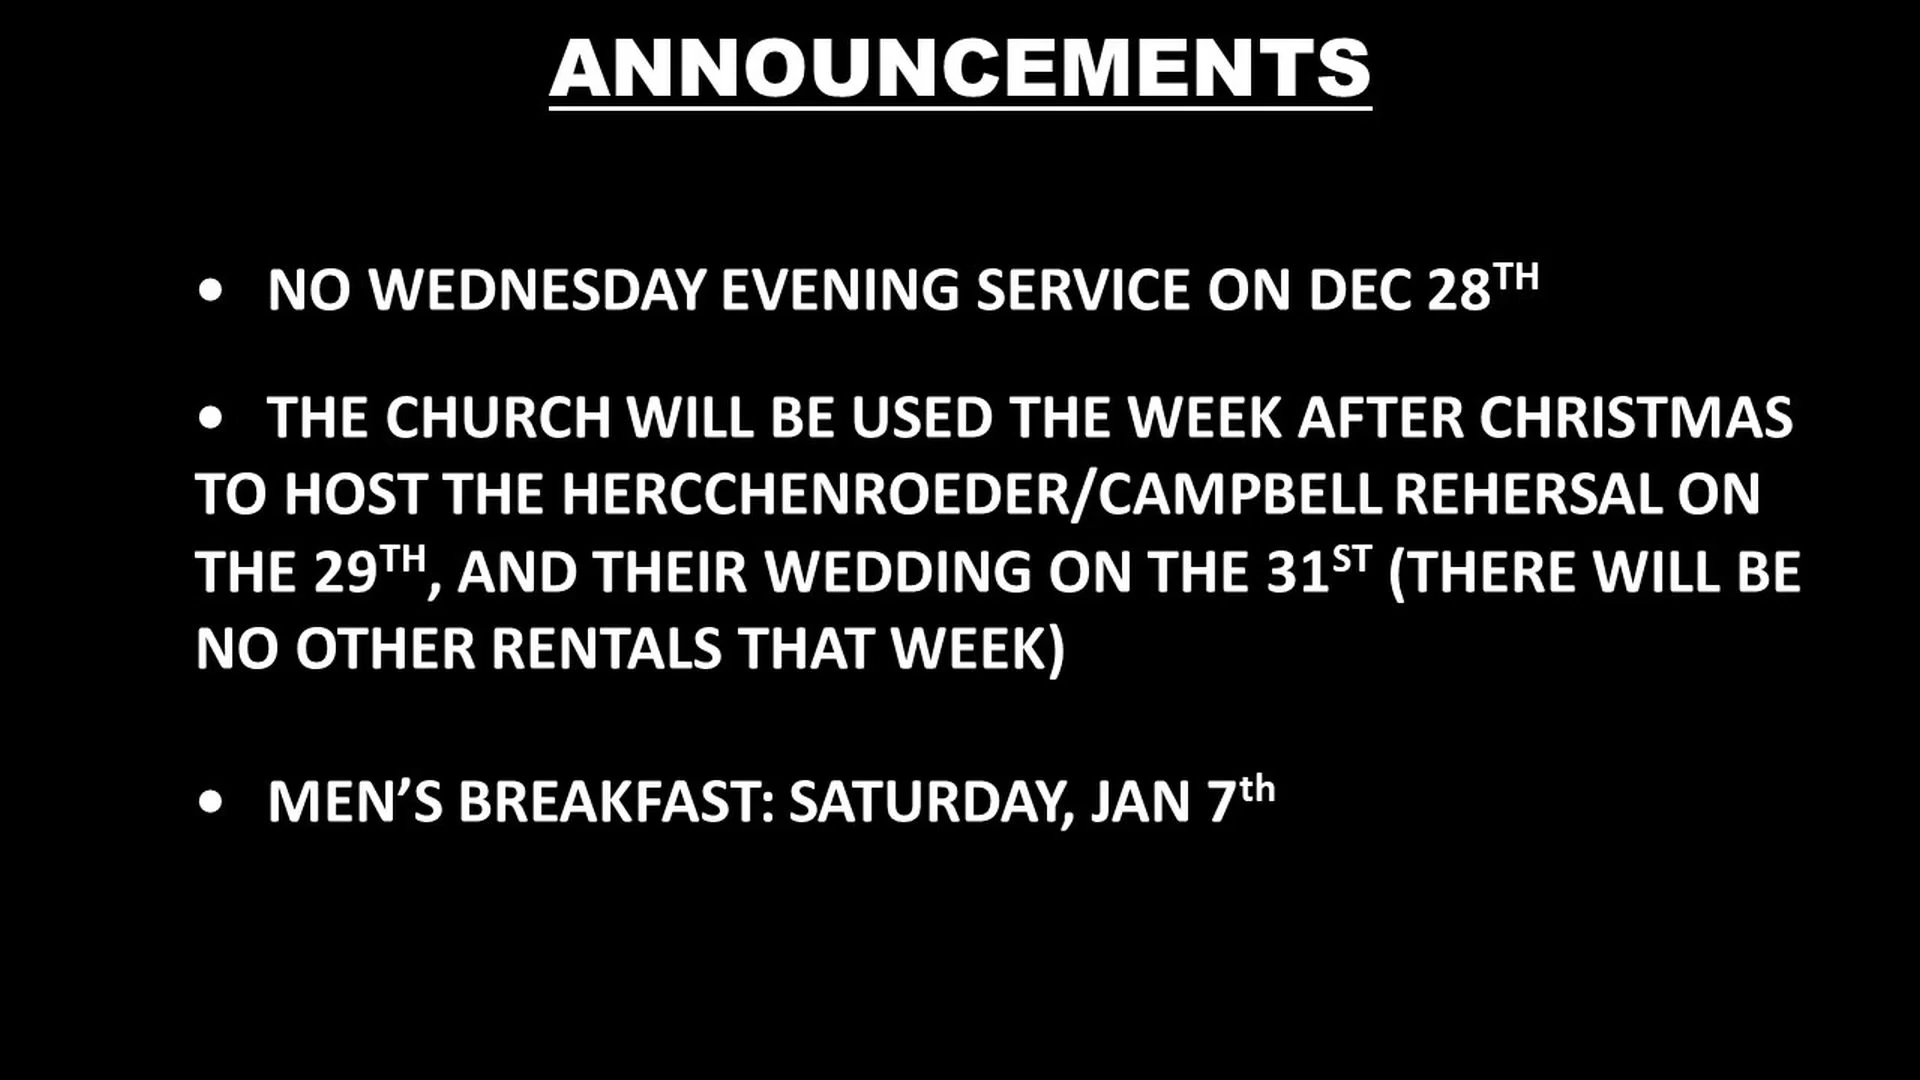 ANNOUNCEMENTS
• NO WEDNESDAY EVENING SERVICE ON DEC 28TH
• THE CHURCH WILL BE USED THE WEEK AFTER CHRISTMAS
TO HOST THE HERCCHENROEDER/CAMPBELL REHERSAL ON
THE 29TH, AND THEIR WEDDING ON THE 31ST (THERE WILL BE
NO OTHER RENTALS THAT WEEK)
• MEN’S BREAKFAST: SATURDAY, JAN 7th